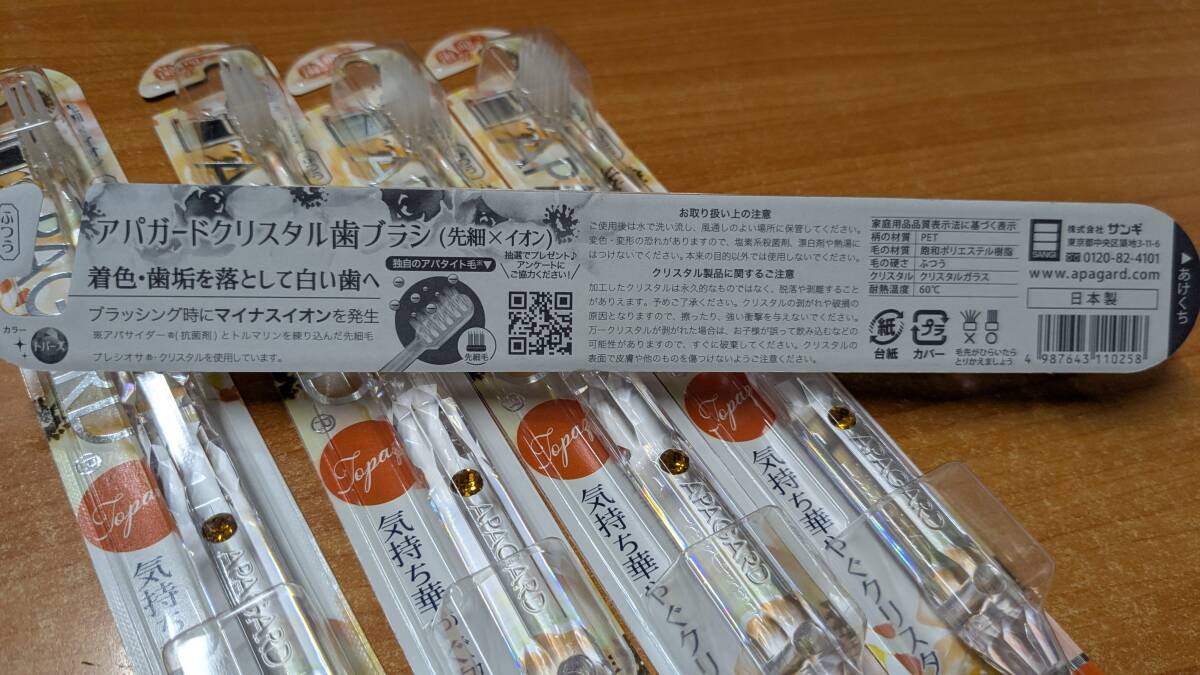 アパガードクリスタル歯ブラシ(先細×イオン)
着色・歯垢を落として白い歯へ
ブラッシング時にマイナスイオンを発生
※アパサイダー®(抗菌剤)とトルマリンを練り込んだ先細毛
プレシオサ®・クリスタルを使用しています。
カラー
トパーズ
ふつう
独自のアパタイト毛※▼
先細毛
抽選でプレゼント♪
アンケートに
ご協力ください!
お取り扱い上の注意
ご使用後は水で洗い流し、風通しのよい場所に保管してください。
変色・変形の恐れがありますので、塩素系殺菌剤、漂白剤や熱湯に
はつけないでください。本来の目的以外では使用しないでください。
クリスタル製品に関するご注意
加工したクリスタルは永久的なものではなく、脱落や剥離すること
があります。予めご了承ください。クリスタルの剥がれや破損の
原因となりますので、擦ったり、強い衝撃を与えないでください。
万一クリスタルが剥がれた場合は、お子様が誤って飲み込むなどの
可能性がありますので、すぐに破棄してください。クリスタルの
表面で皮膚や他のものを傷つけないようご注意ください。
家庭用品品質表示法に基づく表示
柄の材質 PET
毛の材質 飽和ポリエステル樹脂
毛の硬さ ふつう
クリスタル クリスタルガラス
耐熱温度 60℃
紙
台紙
プラ
カバー
毛先がひらいたら
とりかえましょう
SANGI
株式会社 サンギ
東京都中央区築地3-11-6
0120-82-4101
www.apagard.com
日本製
4 987643 110258
▶あけくち
Topaz
APAGARD
気持ち華
Topaz
APAGARD
気持ち華やぐクリ
Topaz
APAGARD
気持ち華やぐクリスタ
APAGARD